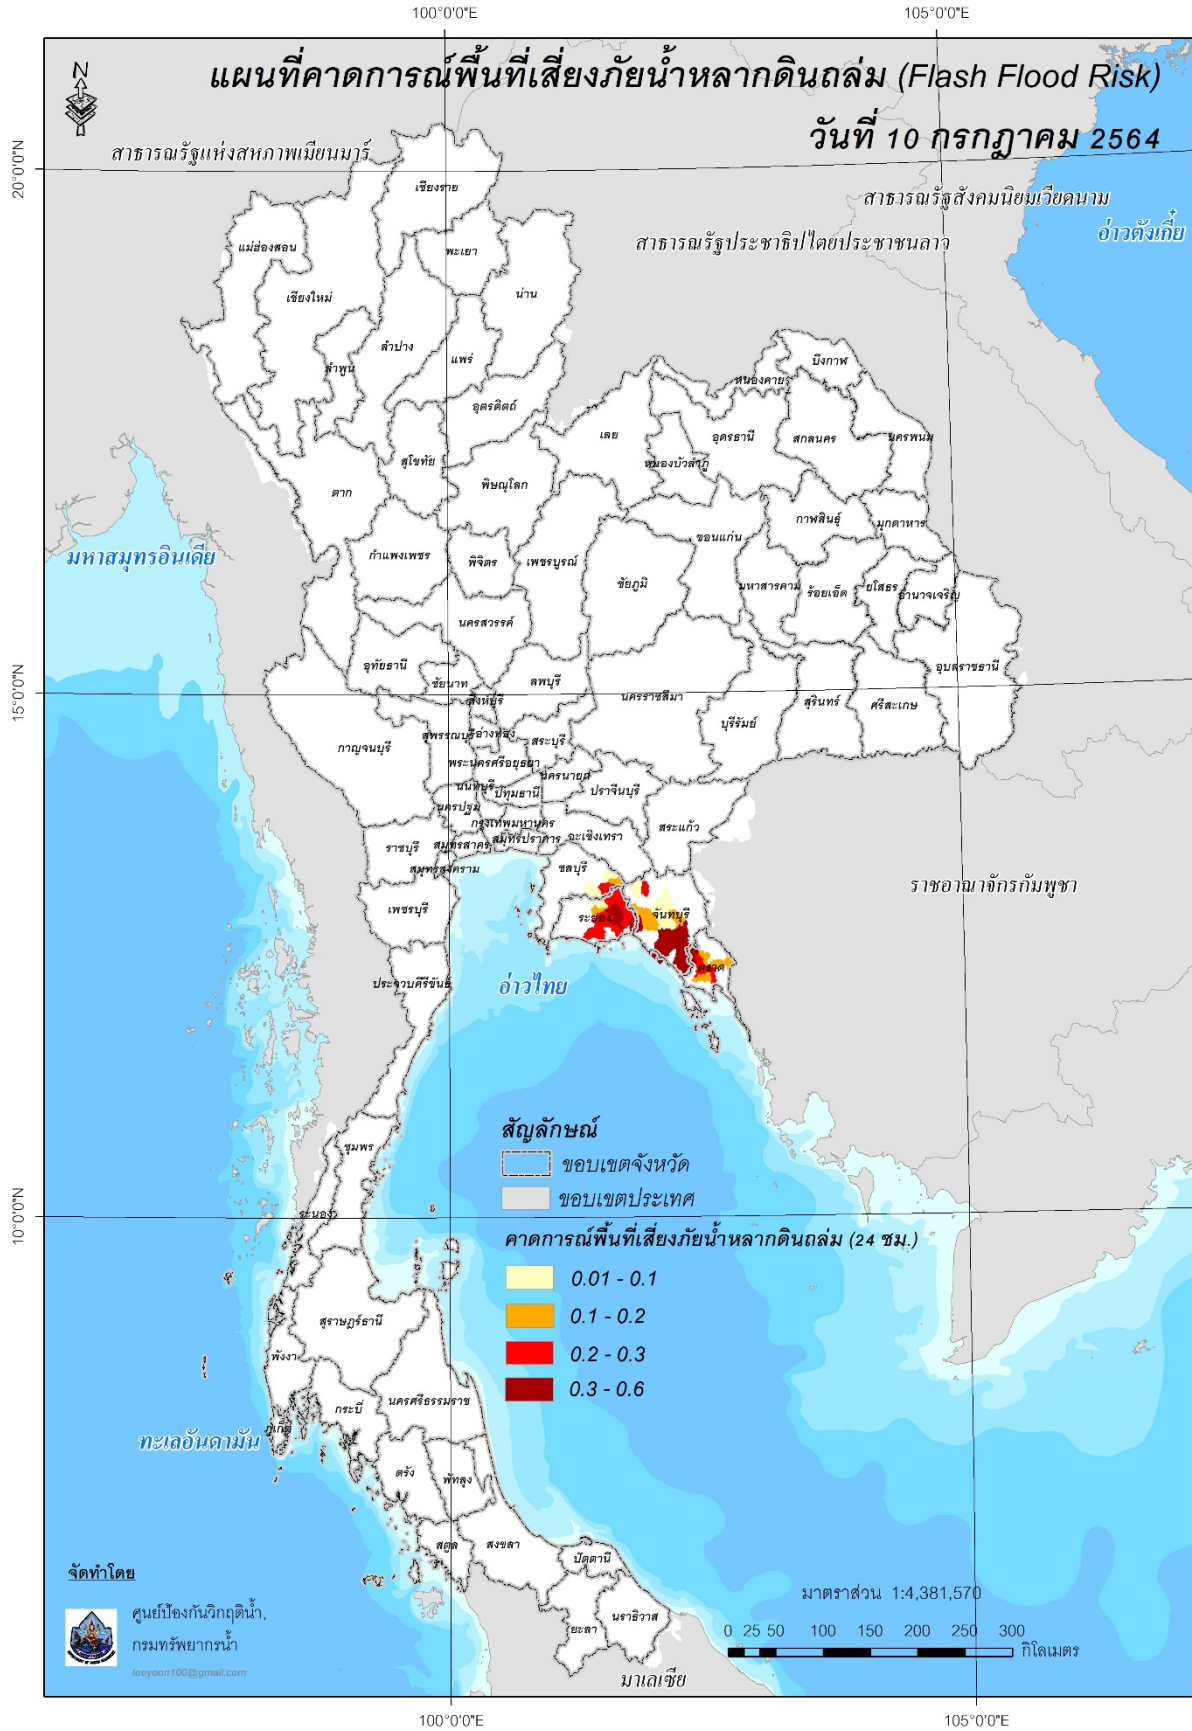 100°0'0"E
105°0'0"E
N
แผนที่คาดการณ์พื้นที่เสี่ยงภัยน้ำหลากดินถล่ม (Flash Flood Risk)
วันที่ 10 กรกฎาคม 2564
สาธารณรัฐแห่งสหภาพเมียนมาร์
20°0'0"N
เชียงราย
สาธารณรัฐสังคมนิยมเวียดนาม
อ่าวตังเกี๋ย
สาธารณรัฐประชาธิปไตยประชาชนลาว
แม่ฮ่องสอน
พะเยา
น่าน
เชียงใหม่
ลำปาง
แพร่
ลำพูน
บึงกาฬ
หนองคาย
อุตรดิตถ์
เลย
อุดรธานี
สกลนคร
นครพนม
สุโขทัย
หนองบัวลำภู
พิษณุโลก
ตาก
กาฬสินธุ์
มุกดาหาร
ขอนแก่น
มหาสมุทรอินเดีย
กำแพงเพชร
พิจิตร
เพชรบูรณ์
ชัยภูมิ
มหาสารคาม
ร้อยเอ็ด
ยโสธร
อำนาจเจริญ
นครสวรรค์
อุทัยธานี
ชัยนาท
ลพบุรี
อุบลราชธานี
15°0'0"N
สิงห์บุรี
นครราชสีมา
บุรีรัมย์
สุรินทร์
ศรีสะเกษ
กาญจนบุรี
สุพรรณบุรี
อ่างทอง
สระบุรี
พระนครศรีอยุธยา
นครนายก
นนทบุรี
ปทุมธานี
ปราจีนบุรี
นครปฐม
กรุงเทพมหานคร
สระแก้ว
ราชบุรี
สมุทรสาคร
สมุทรปราการ
ฉะเชิงเทรา
สมุทรสงคราม
ชลบุรี
ราชอาณาจักรกัมพูชา
เพชรบุรี
ระยอง
จันทบุรี
ตราด
ประจวบคีรีขันธ์
อ่าวไทย
สัญลักษณ์
ขอบเขตจังหวัด
ขอบเขตประเทศ
ชุมพร
ระนอง
10°0'0"N
คาดการณ์พื้นที่เสี่ยงภัยน้ำหลากดินถล่ม (24 ชม.)
0.01 - 0.1
0.1 - 0.2
0.2 - 0.3
0.3 - 0.6
สุราษฎร์ธานี
พังงา
กระบี่
นครศรีธรรมราช
ภูเก็ต
ทะเลอันดามัน
ตรัง
พัทลุง
สตูล
สงขลา
ปัตตานี
ยะลา
นราธิวาส
มาเลเซีย
จัดทำโดย
ศูนย์ป้องกันวิกฤติน้ำ,
กรมทรัพยากรน้ำ
leeyoon100@gmail.com
มาตราส่วน 1:4,381,570
0 25 50 100 150 200 250 300
กิโลเมตร
100°0'0"E
105°0'0"E